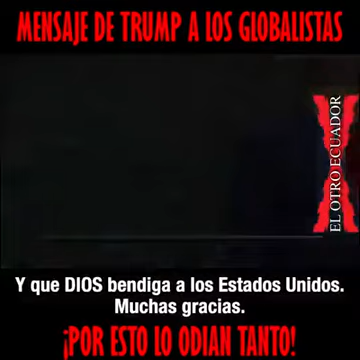 MENSAJE DE TRUMP A LOS GLOBALISTAS
EL OTRO ECUADOR
Y que DIOS bendiga a los Estados Unidos.
Muchas gracias.
¡POR ESTO LO ODIAN TANTO!